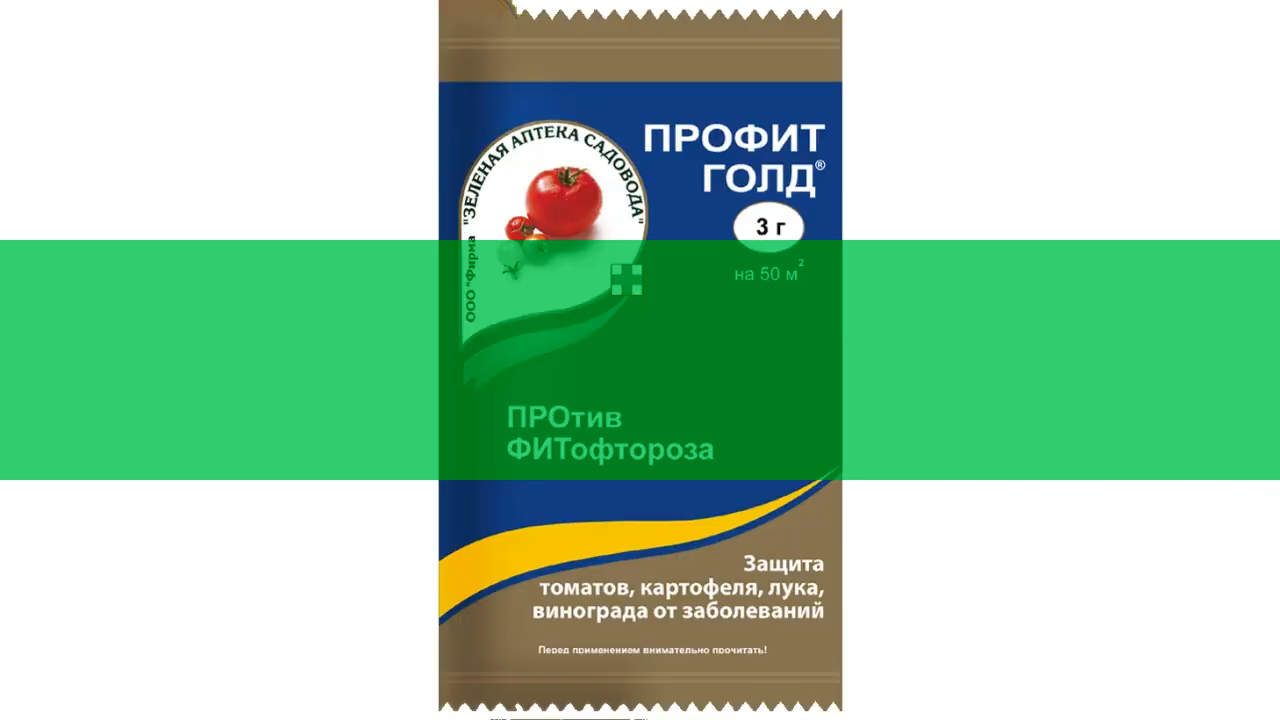 ПРОФИТ
ГОЛД®
"ЗЕЛЕНАЯ АПТЕКА САДОВОДА"
ООО "Фирма
3 г
на 50 м²
ПРОтив
ФИТофтороза
Защита
томатов, картофеля, лука,
винограда от заболеваний
Перед применением внимательно прочитать!